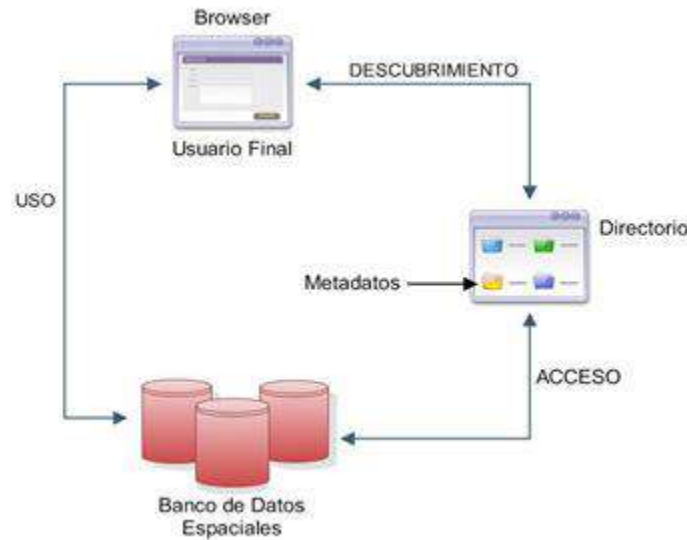 Browser
DESCUBRIMIENTO
Usuario Final
USO
Directorio
Metadatos
ACCESO
Banco de Datos
Espaciales